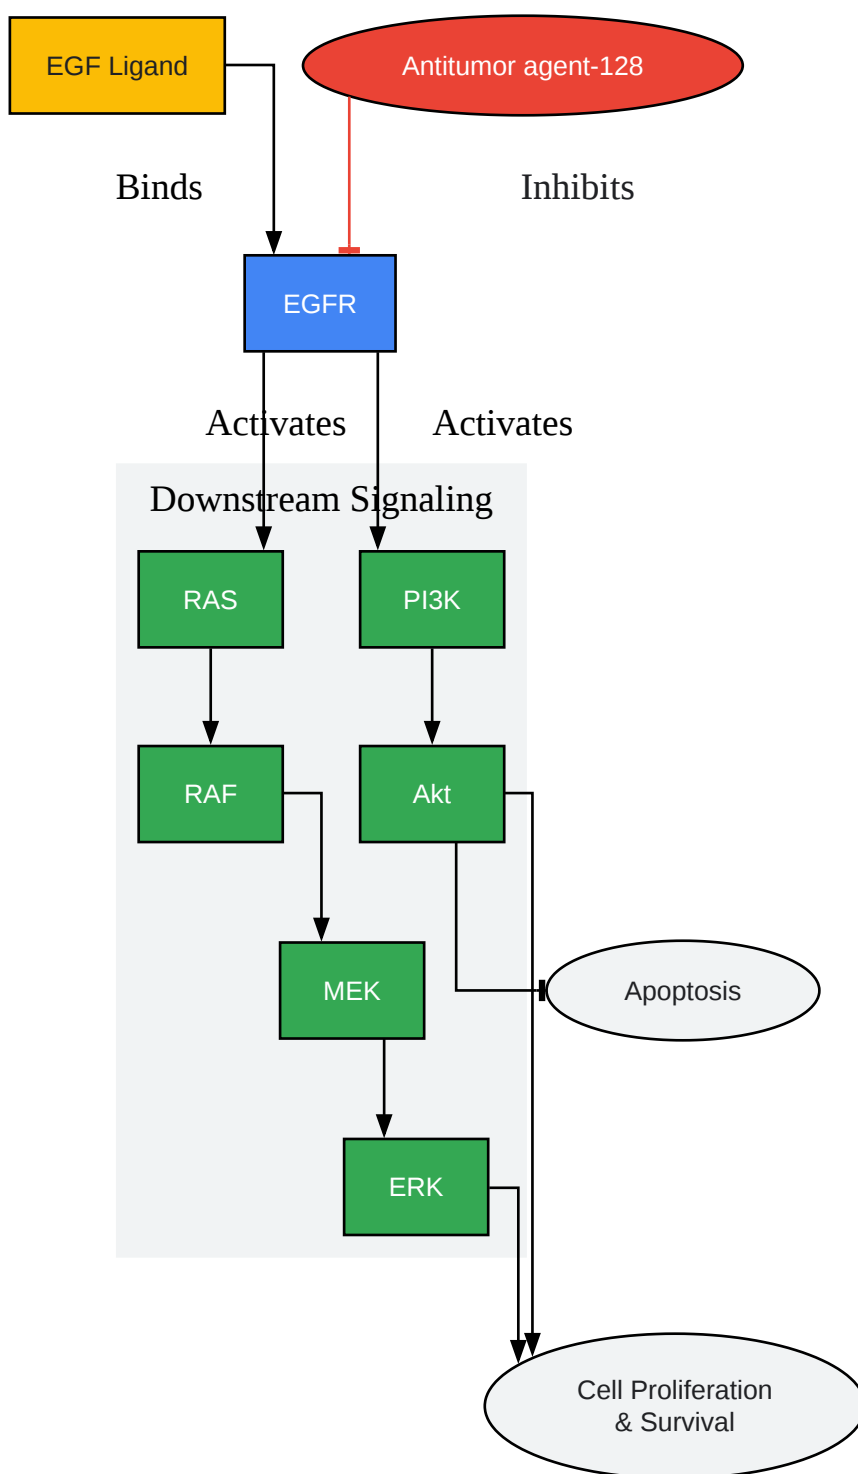 EGF Ligand
Antitumor agent-128
Binds
Inhibits
EGFR
Activates
Activates
Downstream Signaling
RAS
PI3K
RAF
Akt
MEK
Apoptosis
ERK
Cell Proliferation
& Survival